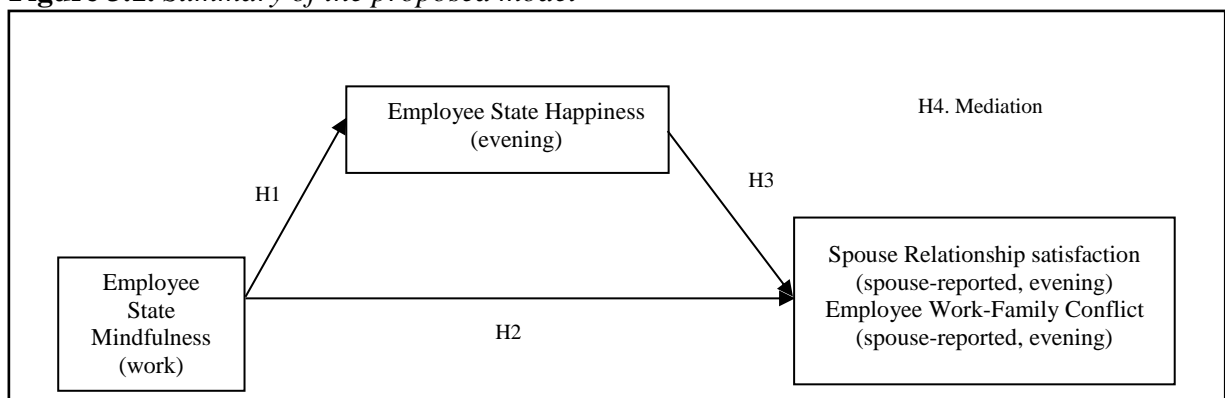 Figure 3.1. Summary of the proposed model
Employee State Happiness
(evening)
H4. Mediation
H1
H3
Employee
State
Mindfulness
(work)
H2
Spouse Relationship satisfaction
(spouse-reported, evening)
Employee Work-Family Conflict
(spouse-reported, evening)